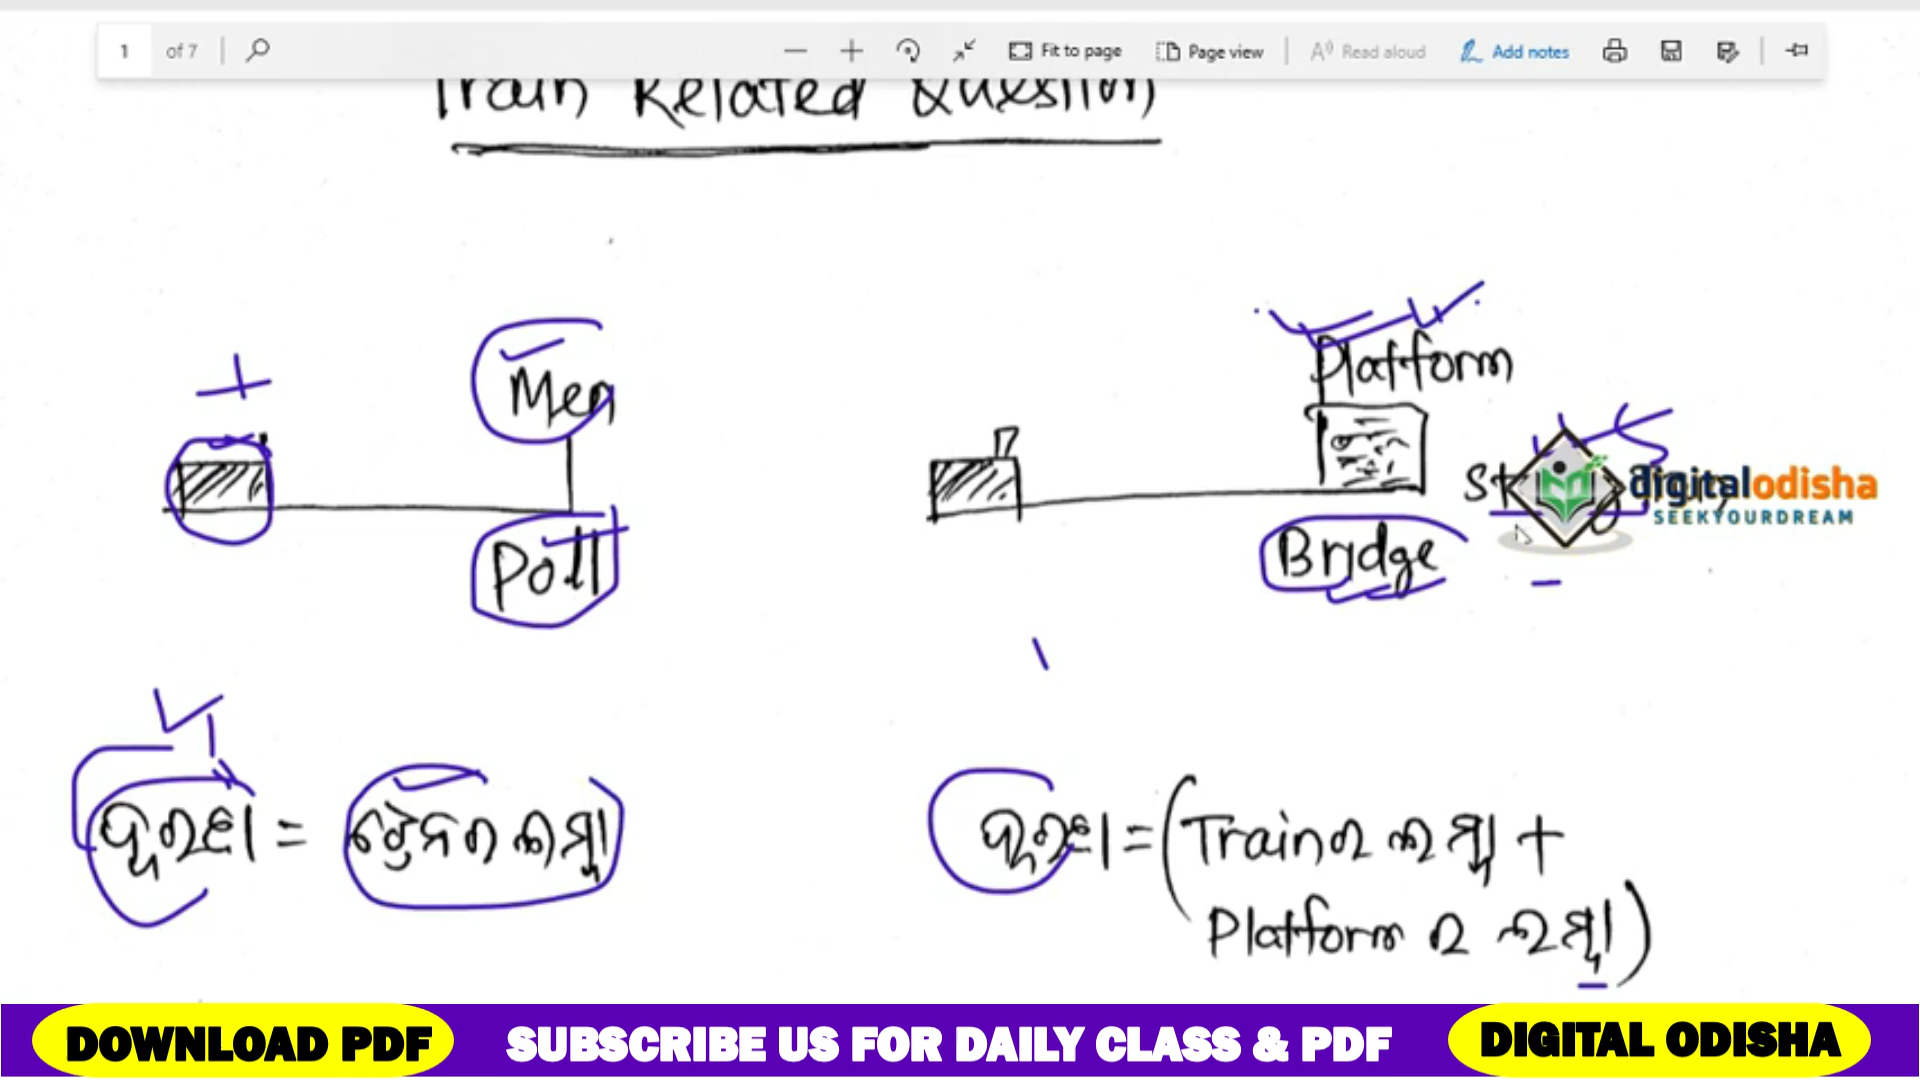 1 of 7 Fit to page Page view Read aloud Add notes
Train Related Question
Men
Platform
Poll
Bridge
digitalodisha
SEEKYOURDREAM
ଦୂରତା = ଟ୍ରେନର ଲମ୍ବା
ଦୂରତା = (Trainର ଲମ୍ବା +
Platform ର ଲମ୍ବା)
DOWNLOAD PDF SUBSCRIBE US FOR DAILY CLASS & PDF DIGITAL ODISHA